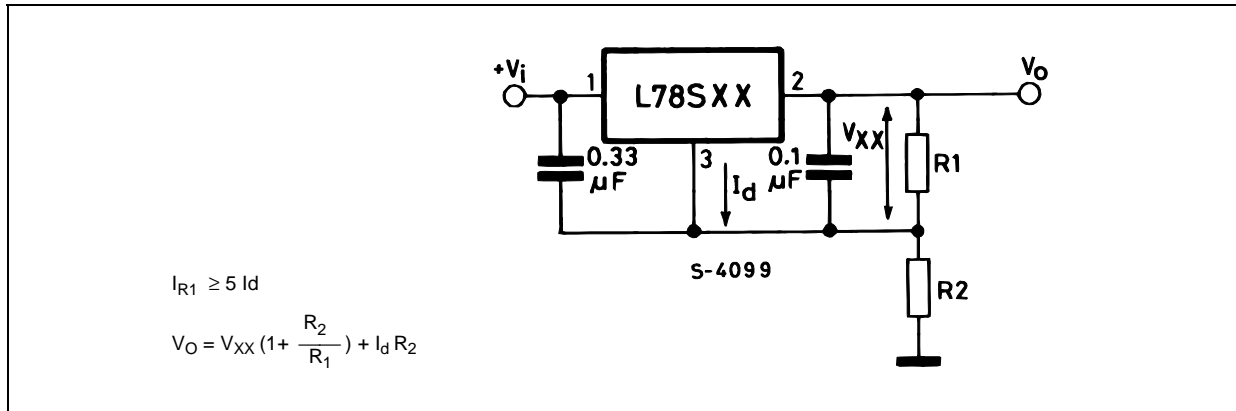 +Vi
1
L78SXX
2
Vo
0.33
µF
3
Id
0.1
µF
VXX
R1
S-4099
R2
IR1 ≥ 5 Id
VO = VXX (1+ R2 / R1 ) + Id R2